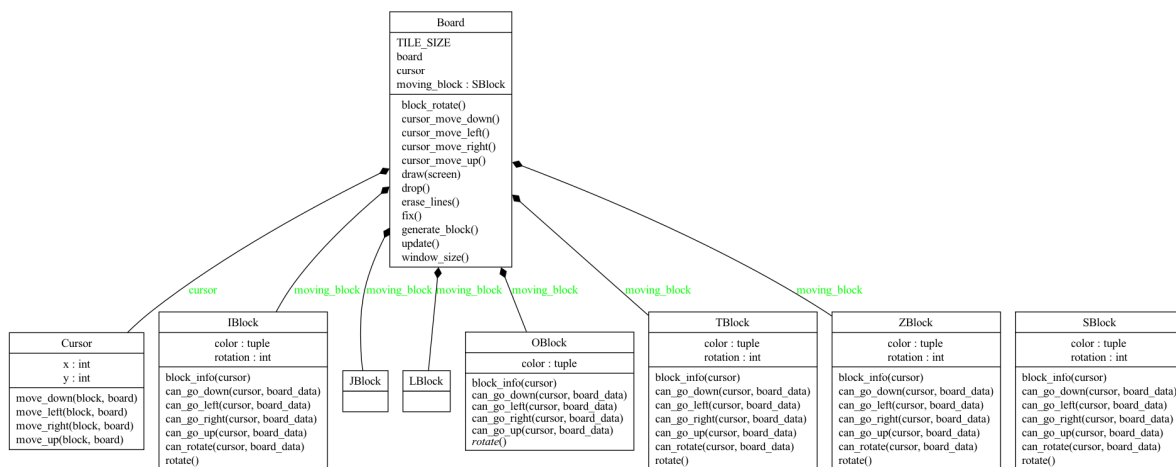 Board
TILE_SIZE
board
cursor
moving_block : SBlock
block_rotate()
cursor_move_down()
cursor_move_left()
cursor_move_right()
cursor_move_up()
draw(screen)
drop()
erase_lines()
fix()
generate_block()
update()
window_size()
cursor
moving_block
moving_block
moving_block
moving_block
moving_block
moving_block
Cursor
x : int
y : int
move_down(block, board)
move_left(block, board)
move_right(block, board)
move_up(block, board)
IBlock
color : tuple
rotation : int
block_info(cursor)
can_go_down(cursor, board_data)
can_go_left(cursor, board_data)
can_go_right(cursor, board_data)
can_go_up(cursor, board_data)
can_rotate(cursor, board_data)
rotate()
JBlock
LBlock
OBlock
color : tuple
block_info(cursor)
can_go_down(cursor, board_data)
can_go_left(cursor, board_data)
can_go_right(cursor, board_data)
can_go_up(cursor, board_data)
rotate()
TBlock
color : tuple
rotation : int
block_info(cursor)
can_go_down(cursor, board_data)
can_go_left(cursor, board_data)
can_go_right(cursor, board_data)
can_go_up(cursor, board_data)
can_rotate(cursor, board_data)
rotate()
ZBlock
color : tuple
rotation : int
block_info(cursor)
can_go_down(cursor, board_data)
can_go_left(cursor, board_data)
can_go_right(cursor, board_data)
can_go_up(cursor, board_data)
can_rotate(cursor, board_data)
rotate()
SBlock
color : tuple
rotation : int
block_info(cursor)
can_go_down(cursor, board_data)
can_go_left(cursor, board_data)
can_go_right(cursor, board_data)
can_go_up(cursor, board_data)
can_rotate(cursor, board_data)
rotate()